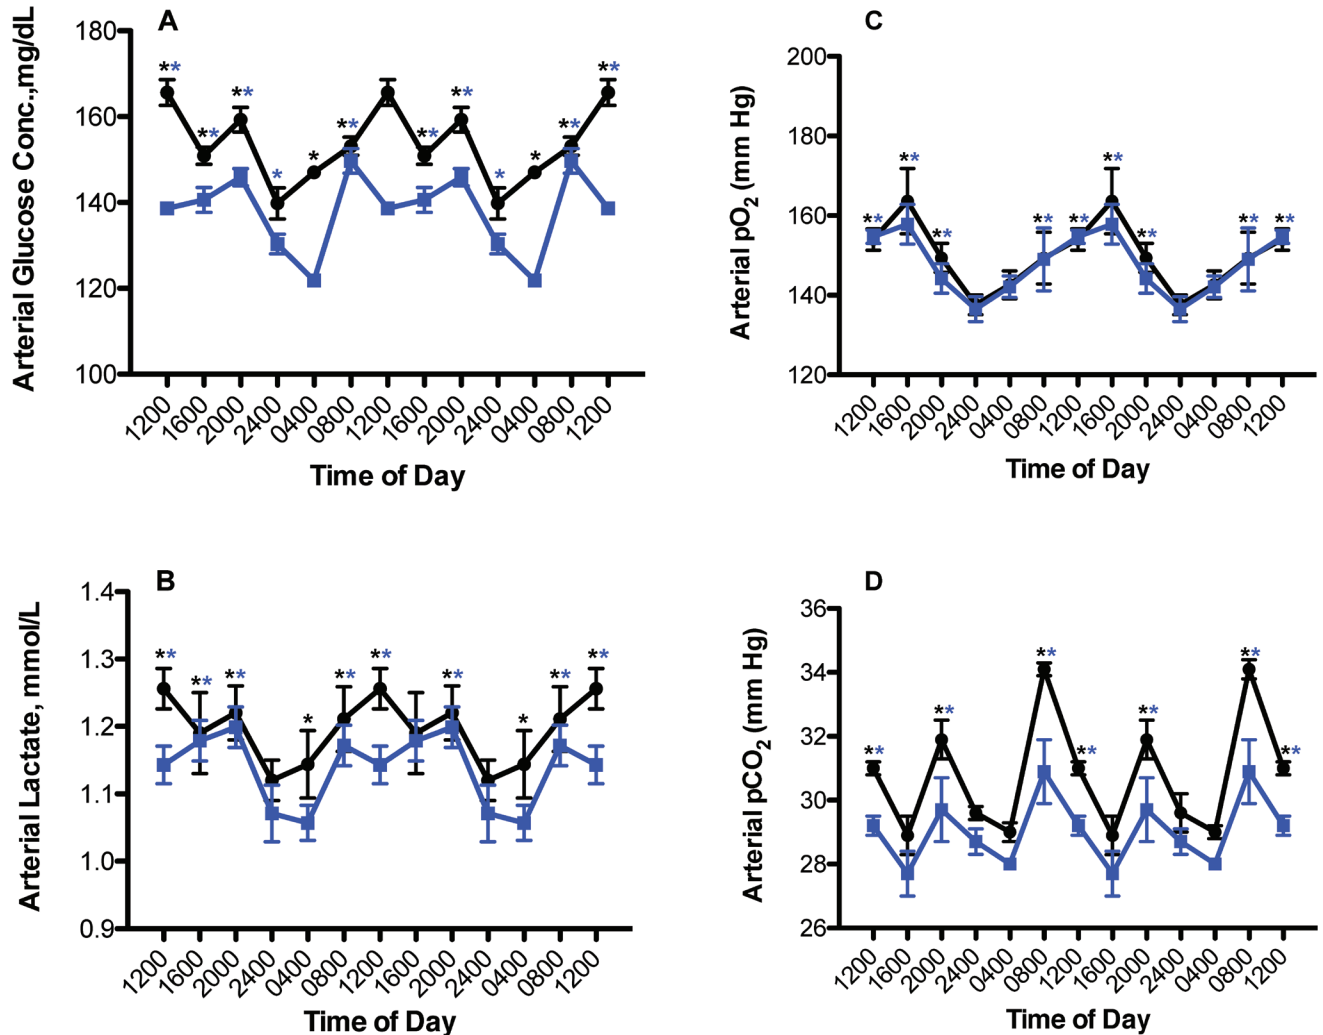 A
Arterial Glucose Conc.,mg/dL
180
160
140
120
100
** ** ** * * ** ** ** * * ** **
1200 1600 2000 2400 0400 0800 1200 1600 2000 2400 0400 0800 1200
Time of Day
C
Arterial pO2 (mm Hg)
200
180
160
140
120
** ** ** ** ** ** ** ** **
1200 1600 2000 2400 0400 0800 1200 1600 2000 2400 0400 0800 1200
Time of Day
B
Arterial Lactate, mmol/L
1.4
1.3
1.2
1.1
1.0
0.9
** ** ** * ** ** ** * ** **
1200 1600 2000 2400 0400 0800 1200 1600 2000 2400 0400 0800 1200
Time of Day
D
Arterial pCO2 (mm Hg)
36
34
32
30
28
26
** ** ** ** ** ** **
1200 1600 2000 2400 0400 0800 1200 1600 2000 2400 0400 0800 1200
Time of Day